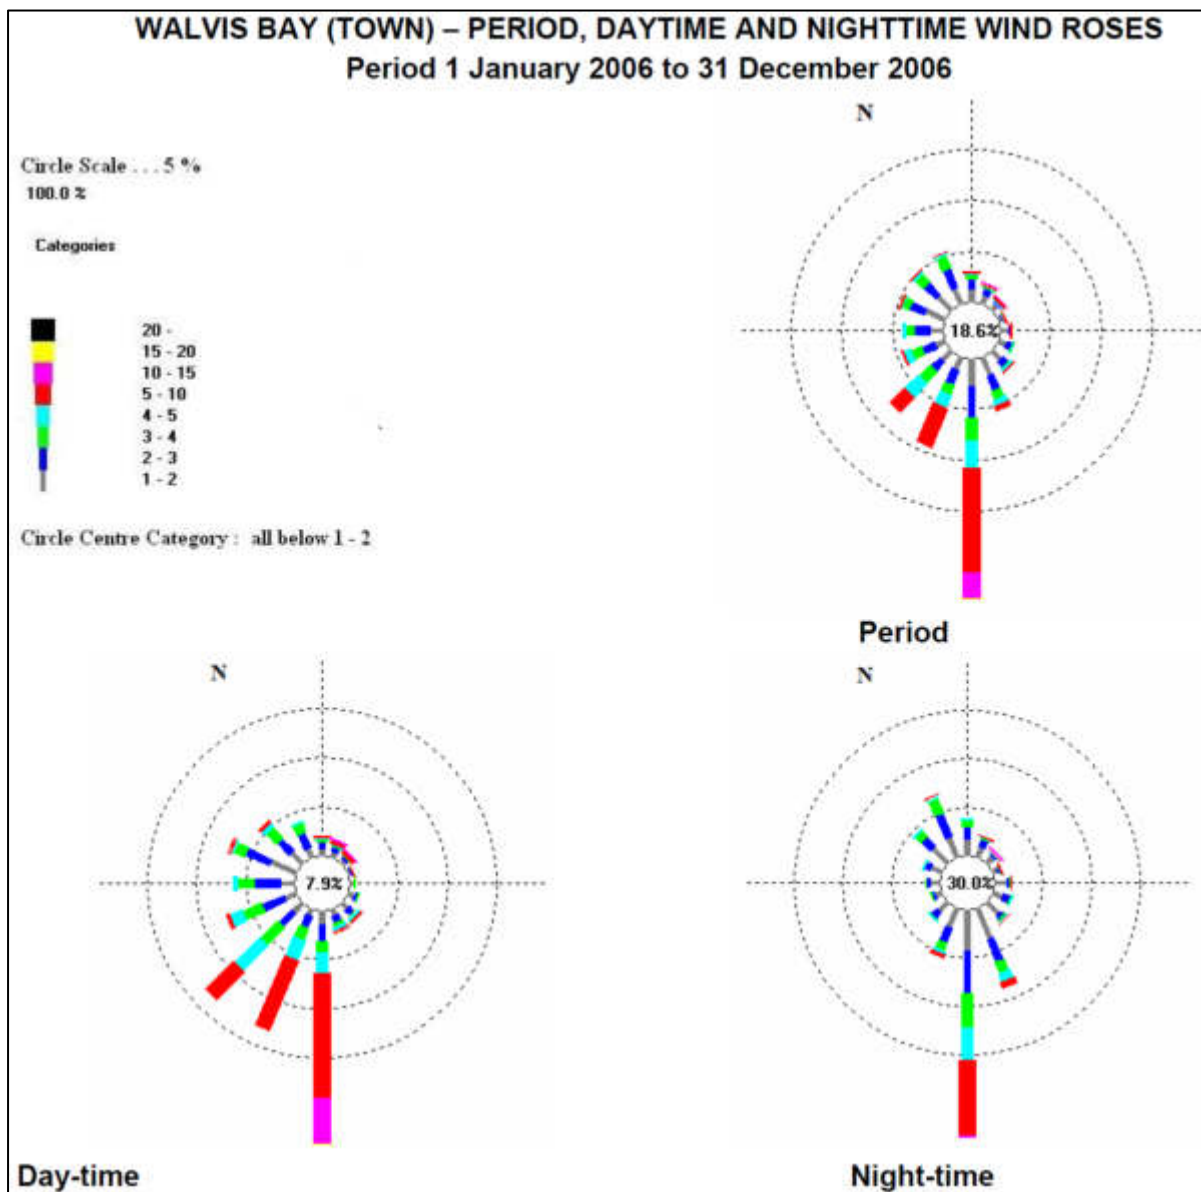 WALVIS BAY (TOWN) – PERIOD, DAYTIME AND NIGHTTIME WIND ROSES
Period 1 January 2006 to 31 December 2006
N
Circle Scale . . . 5 %
100.0 %
Categories
20 -
15 - 20
10 - 15
5 - 10
4 - 5
3 - 4
2 - 3
1 - 2
Circle Centre Category : all below 1 - 2
18.6%
Period
N
7.9%
Day-time
N
30.0%
Night-time